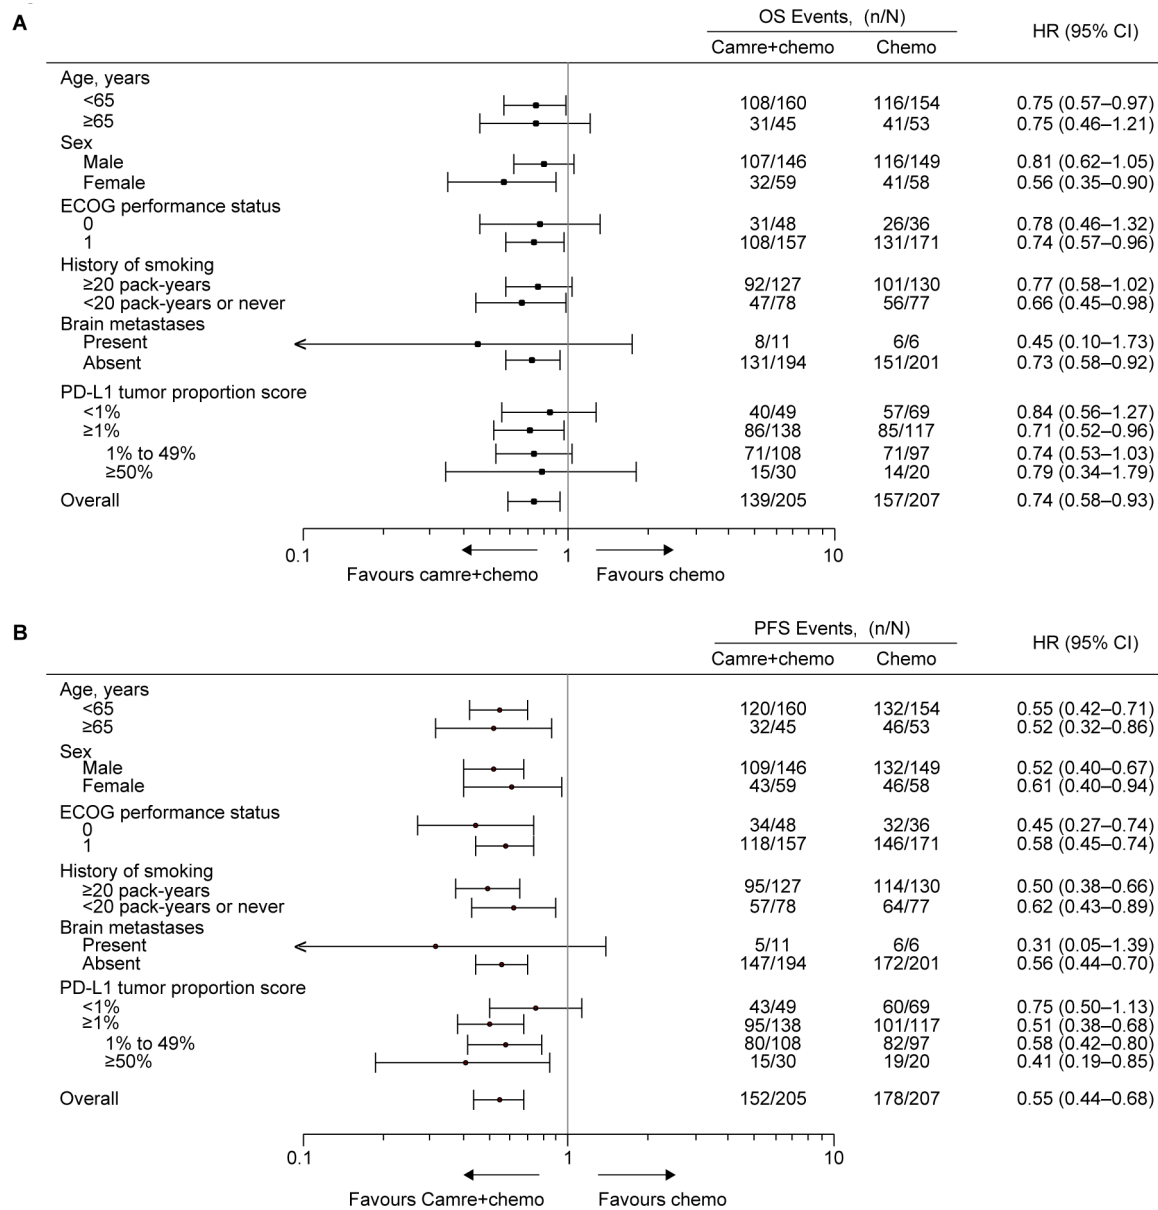 A
OS Events, (n/N)
HR (95% CI)
Camre+chemo Chemo
Age, years
<65 108/160 116/154 0.75 (0.57–0.97)
≥65 31/45 41/53 0.75 (0.46–1.21)
Sex
Male 107/146 116/149 0.81 (0.62–1.05)
Female 32/59 41/58 0.56 (0.35–0.90)
ECOG performance status
0 31/48 26/36 0.78 (0.46–1.32)
1 108/157 131/171 0.74 (0.57–0.96)
History of smoking
≥20 pack-years 92/127 101/130 0.77 (0.58–1.02)
<20 pack-years or never 47/78 56/77 0.66 (0.45–0.98)
Brain metastases
Present 8/11 6/6 0.45 (0.10–1.73)
Absent 131/194 151/201 0.73 (0.58–0.92)
PD-L1 tumor proportion score
<1% 40/49 57/69 0.84 (0.56–1.27)
≥1% 86/138 85/117 0.71 (0.52–0.96)
1% to 49% 71/108 71/97 0.74 (0.53–1.03)
≥50% 15/30 14/20 0.79 (0.34–1.79)
Overall 139/205 157/207 0.74 (0.58–0.93)
0.1 1 10
Favours camre+chemo Favours chemo
B
PFS Events, (n/N)
HR (95% CI)
Camre+chemo Chemo
Age, years
<65 120/160 132/154 0.55 (0.42–0.71)
≥65 32/45 46/53 0.52 (0.32–0.86)
Sex
Male 109/146 132/149 0.52 (0.40–0.67)
Female 43/59 46/58 0.61 (0.40–0.94)
ECOG performance status
0 34/48 32/36 0.45 (0.27–0.74)
1 118/157 146/171 0.58 (0.45–0.74)
History of smoking
≥20 pack-years 95/127 114/130 0.50 (0.38–0.66)
<20 pack-years or never 57/78 64/77 0.62 (0.43–0.89)
Brain metastases
Present 5/11 6/6 0.31 (0.05–1.39)
Absent 147/194 172/201 0.56 (0.44–0.70)
PD-L1 tumor proportion score
<1% 43/49 60/69 0.75 (0.50–1.13)
≥1% 95/138 101/117 0.51 (0.38–0.68)
1% to 49% 80/108 82/97 0.58 (0.42–0.80)
≥50% 15/30 19/20 0.41 (0.19–0.85)
Overall 152/205 178/207 0.55 (0.44–0.68)
0.1 1 10
Favours Camre+chemo Favours chemo